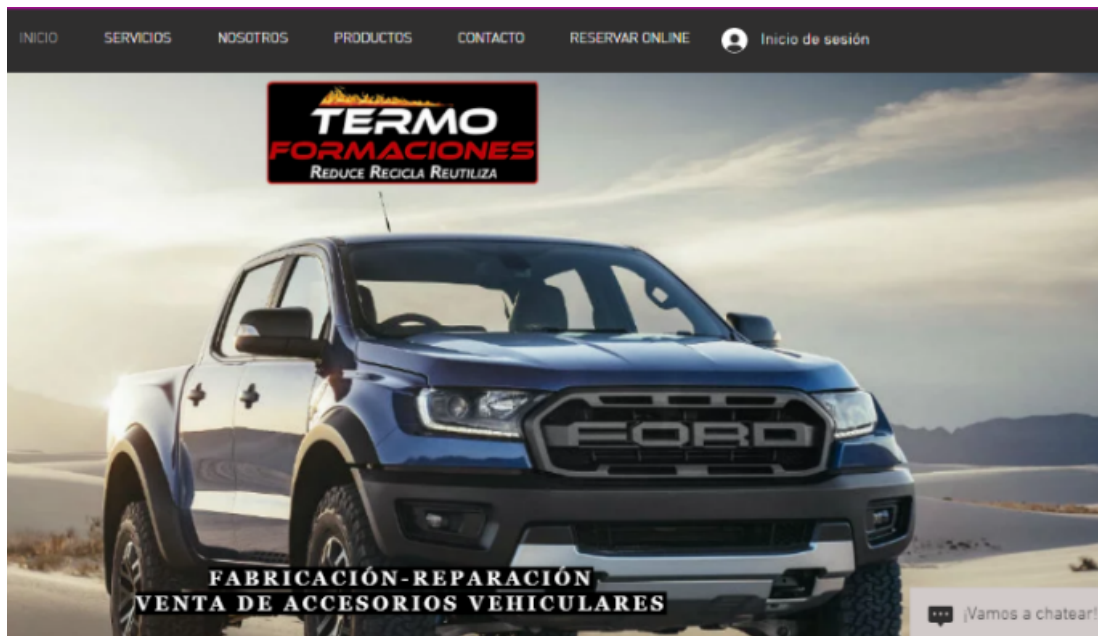 INICIO SERVICIOS NOSOTROS PRODUCTOS CONTACTO RESERVAR ONLINE Inicio de sesión
TERMO
FORMACIONES
REDUCE RECICLA REUTILIZA
FORD
FABRICACIÓN-REPARACIÓN
VENTA DE ACCESORIOS VEHICULARES
¡Vamos a chatear!